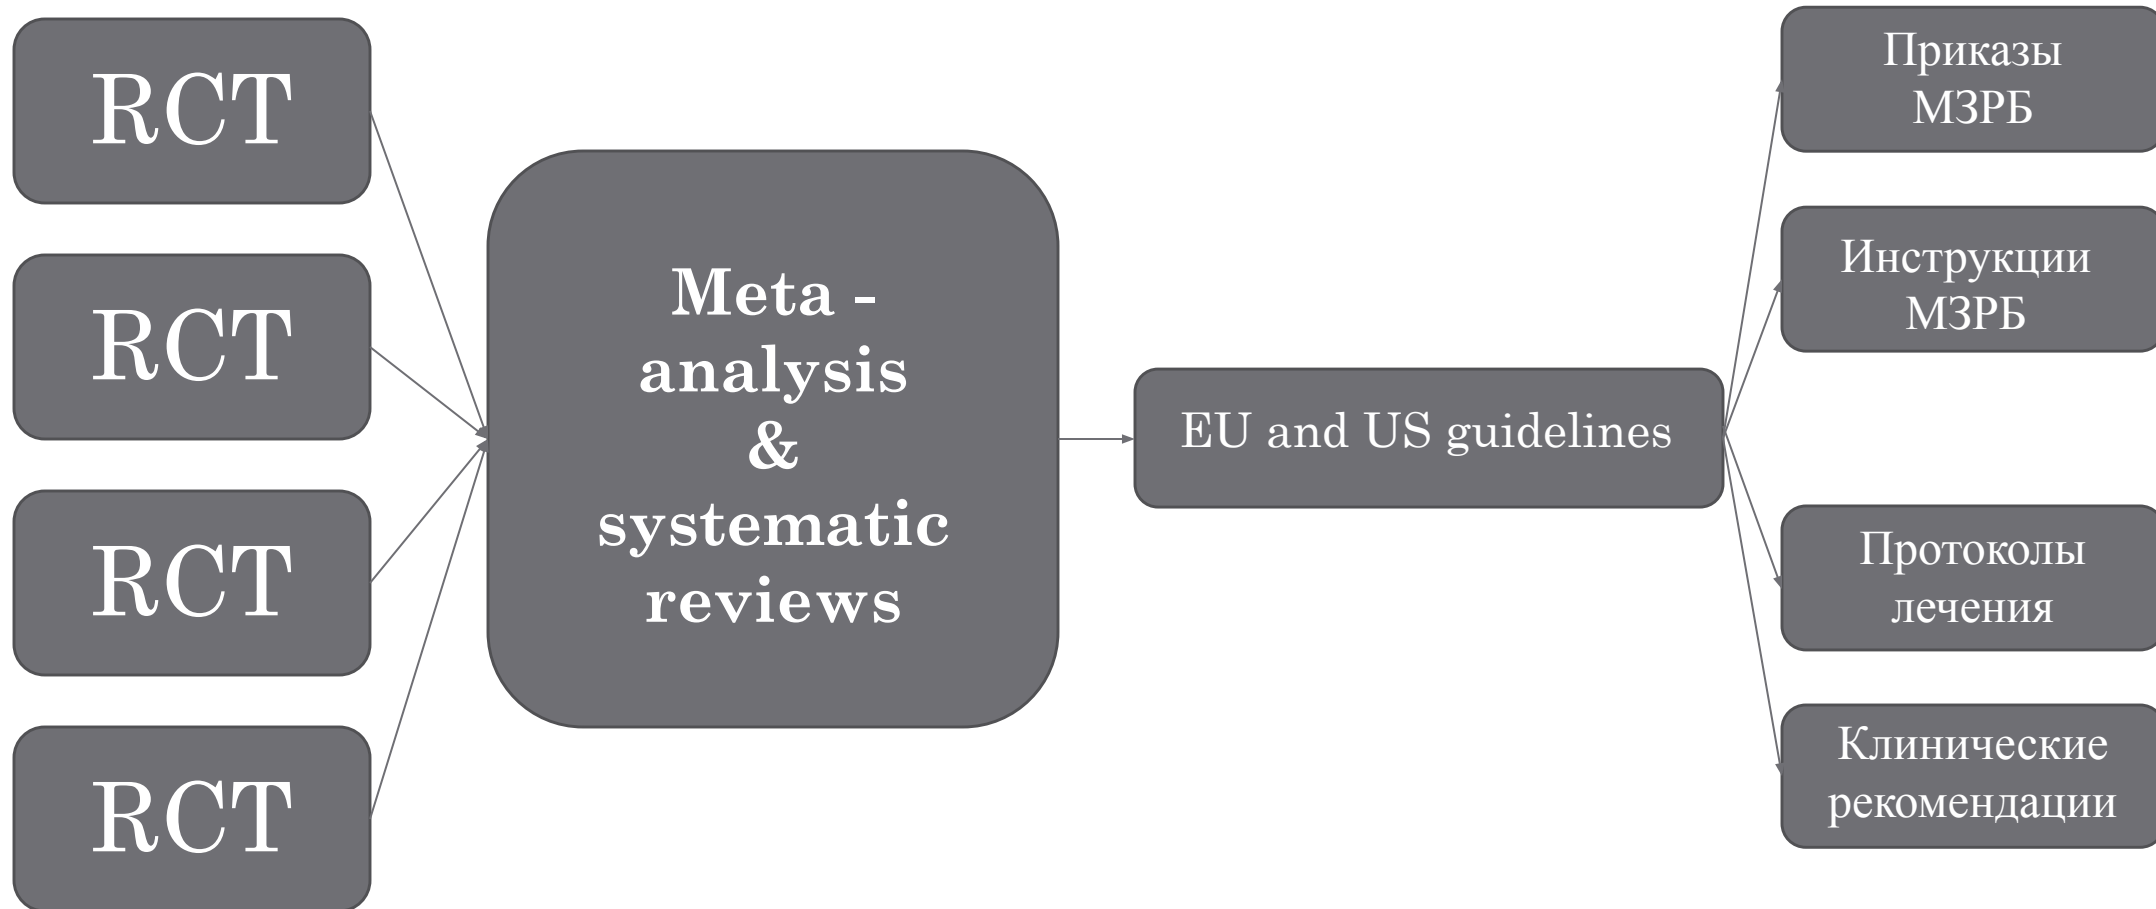 RCT
RCT
RCT
RCT
Meta -
analysis
&
systematic
reviews
EU and US guidelines
Приказы
МЗРБ
Инструкции
МЗРБ
Протоколы
лечения
Клинические
рекомендации